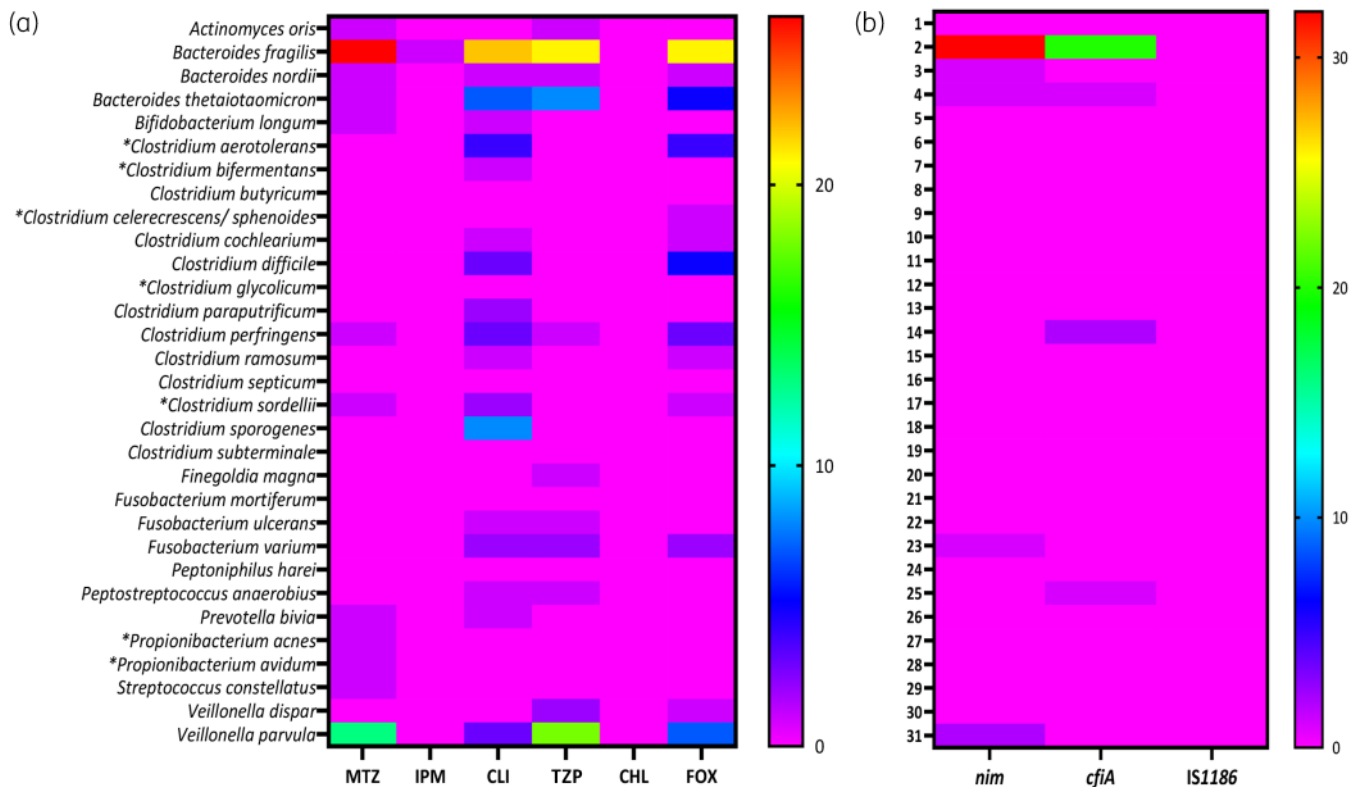 (a)
Actinomyces oris
Bacteroides fragilis
Bacteroides nordii
Bacteroides thetaiotaomicron
Bifidobacterium longum
*Clostridium aerotolerans
*Clostridium bifermentans
Clostridium butyricum
*Clostridium celerecrescens/ sphenoides
Clostridium cochlearium
Clostridium difficile
*Clostridium glycolicum
Clostridium paraputrificum
Clostridium perfringens
Clostridium ramosum
Clostridium septicum
*Clostridium sordellii
Clostridium sporogenes
Clostridium subterminale
Finegoldia magna
Fusobacterium mortiferum
Fusobacterium ulcerans
Fusobacterium varium
Peptoniphilus harei
Peptostreptococcus anaerobius
Prevotella bivia
*Propionibacterium acnes
*Propionibacterium avidum
Streptococcus constellatus
Veillonella dispar
Veillonella parvula
MTZ IPM CLI TZP CHL FOX
20
10
0
(b)
1
2
3
4
5
6
7
8
9
10
11
12
13
14
15
16
17
18
19
20
21
22
23
24
25
26
27
28
29
30
31
nim cfiA IS1186
30
20
10
0